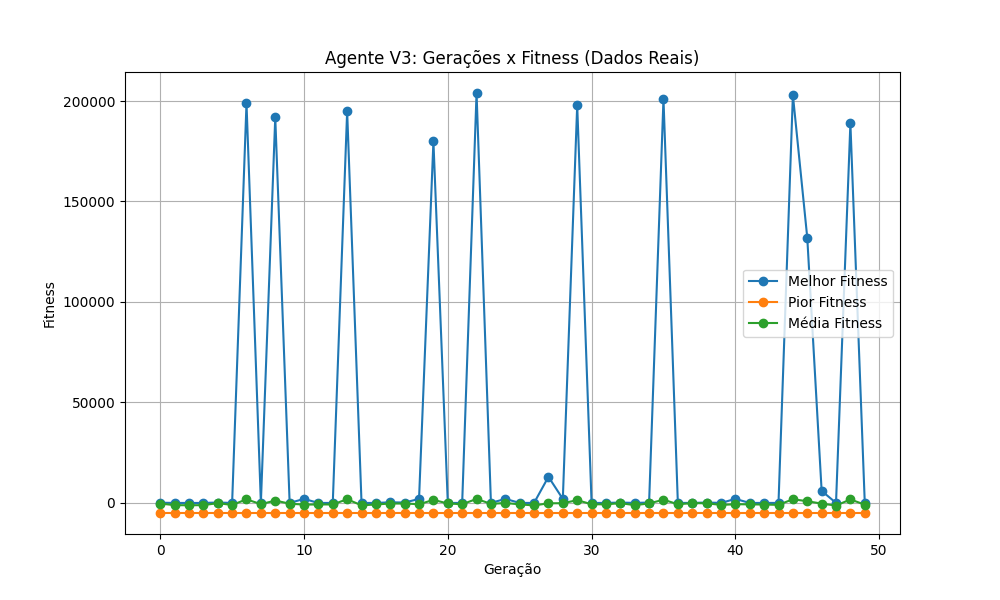 Agente V3: Gerações x Fitness (Dados Reais)
200000
150000
100000
50000
0
Fitness
Melhor Fitness
Pior Fitness
Média Fitness
0 10 20 30 40 50
Geração